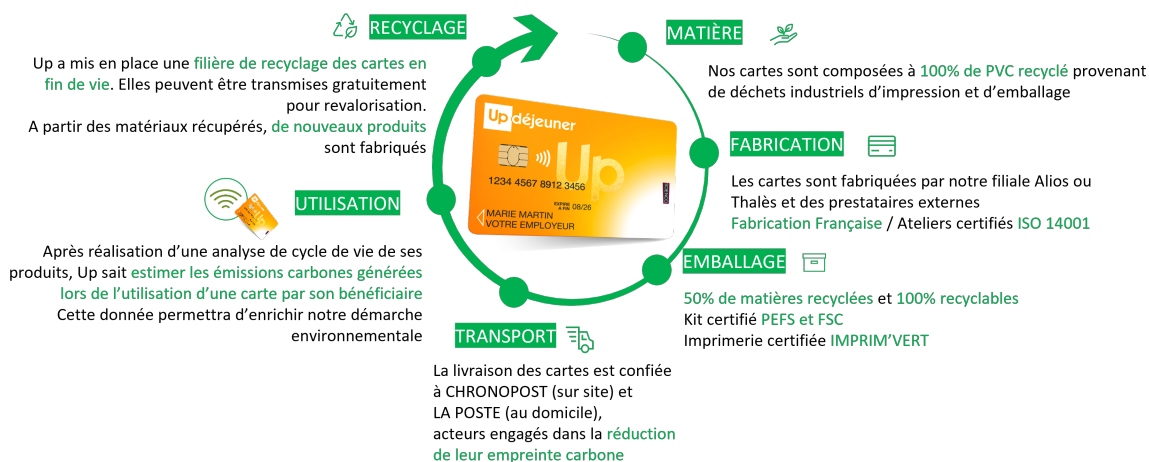 MATIÈRE
Nos cartes sont composées à 100% de PVC recyclé provenant
de déchets industriels d'impression et d'emballage
FABRICATION
Les cartes sont fabriquées par notre filiale Alios ou
Thalès et des prestataires externes
Fabrication Française / Ateliers certifiés ISO 14001
EMBALLAGE
50% de matières recyclées et 100% recyclables
Kit certifié PEFS et FSC
Imprimerie certifiée IMPRIM'VERT
TRANSPORT
La livraison des cartes est confiée
à CHRONOPOST (sur site) et
LA POSTE (au domicile),
acteurs engagés dans la réduction
de leur empreinte carbone
UTILISATION
Après réalisation d'une analyse de cycle de vie de ses
produits, Up sait estimer les émissions carbones générées
lors de l'utilisation d'une carte par son bénéficiaire
Cette donnée permettra d'enrichir notre démarche
environnementale
RECYCLAGE
Up a mis en place une filière de recyclage des cartes en
fin de vie. Elles peuvent être transmises gratuitement
pour revalorisation.
A partir des matériaux récupérés, de nouveaux produits
sont fabriqués
Up déjeuner
Up
1234 4567 8912 3456
EXPIRE
À FIN 08/26
MARIE MARTIN
VOTRE EMPLOYEUR